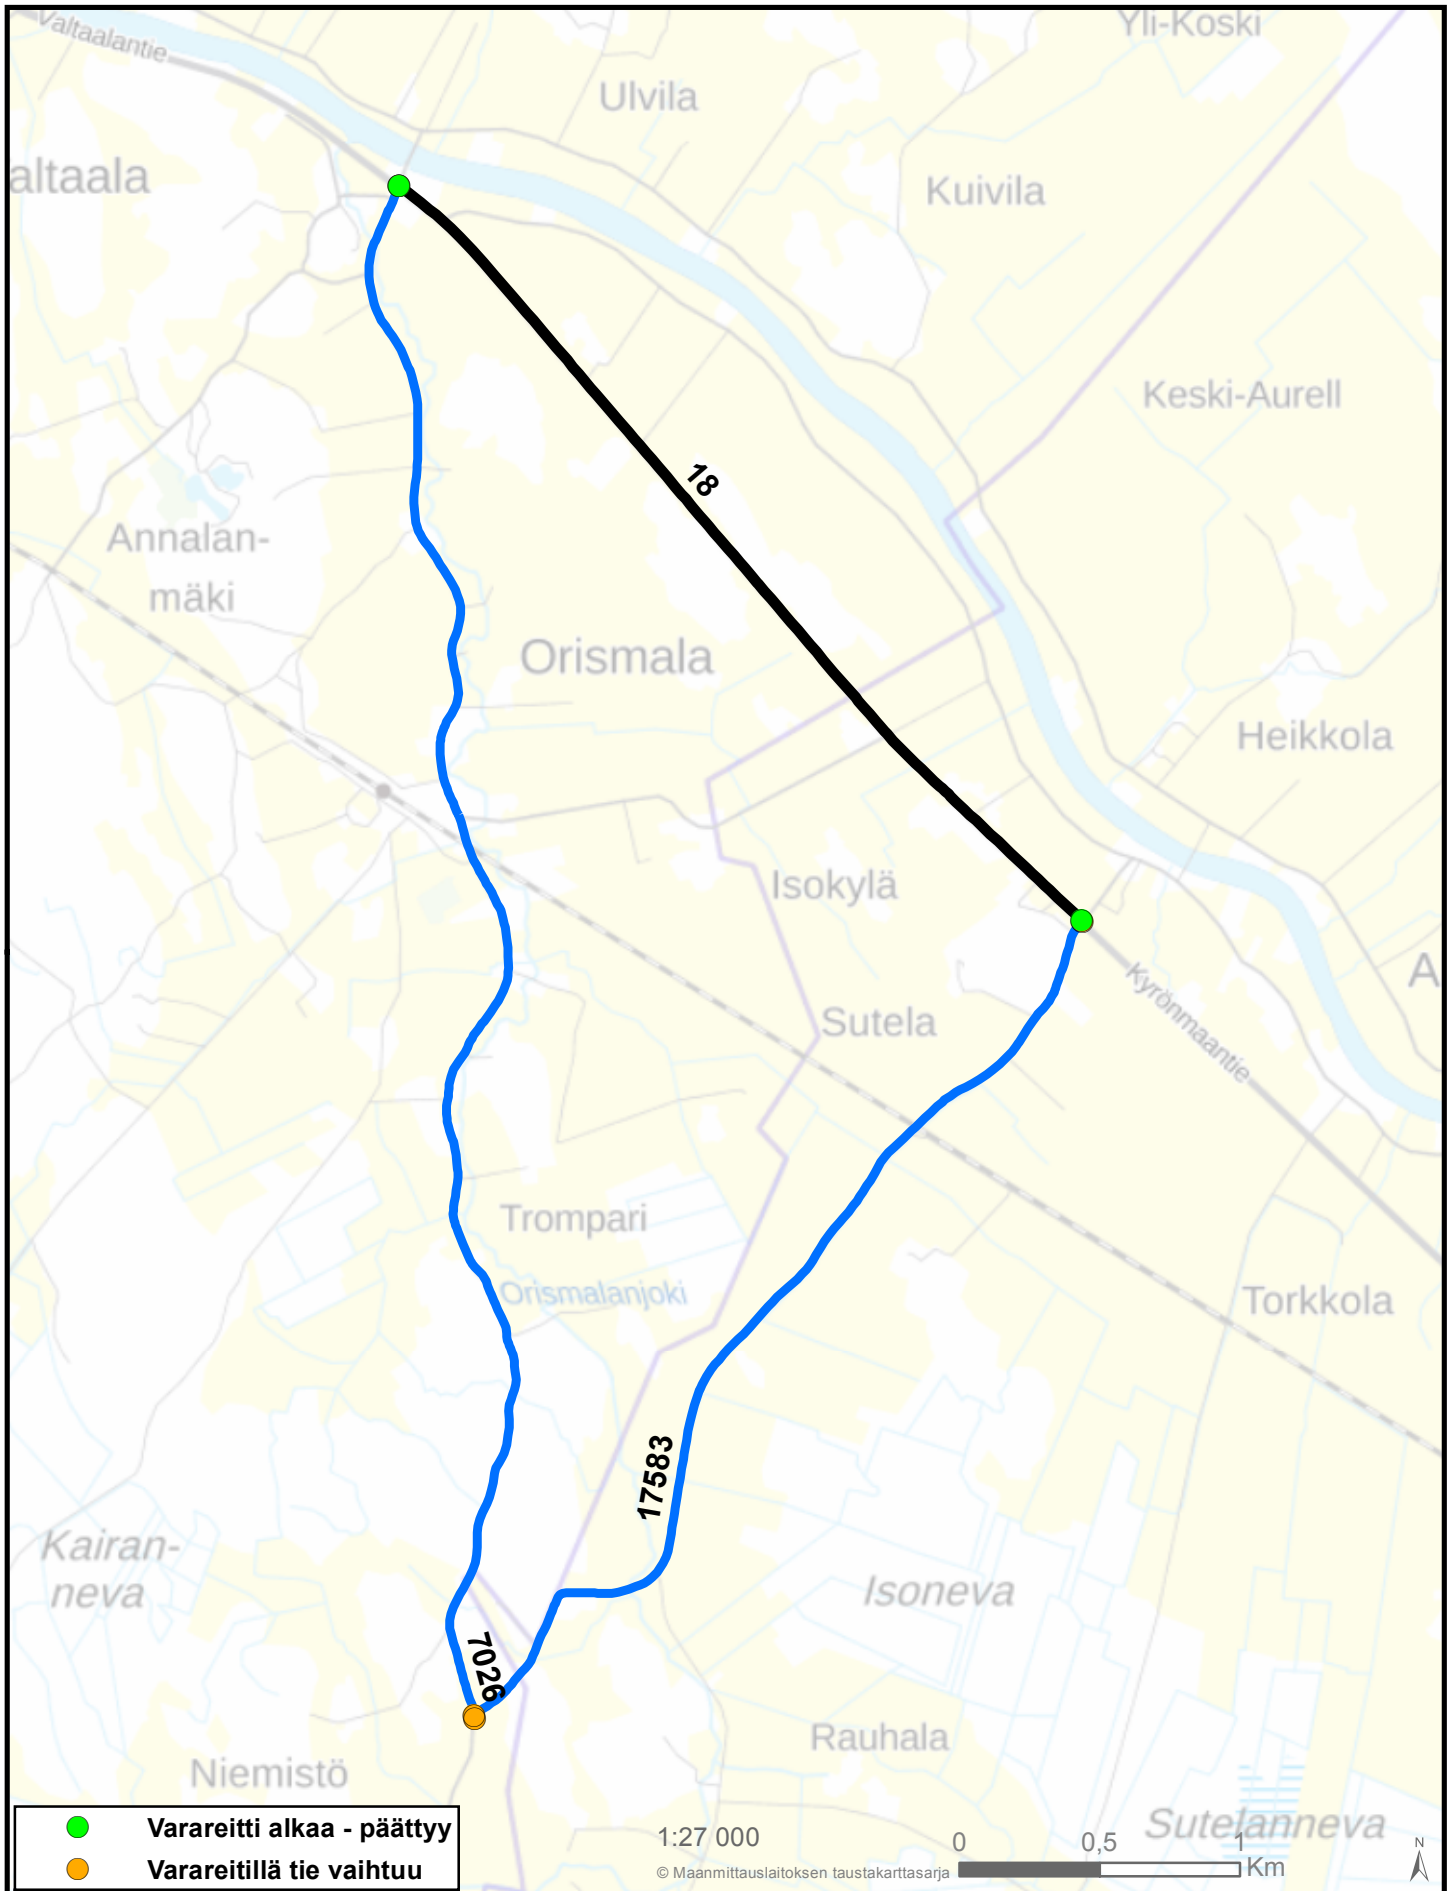 Valtaalantie
Yli-Koski
Ulvila
altaala
Kuivila
Keski-Aurell
18
Annalan-
mäki
Orismala
Heikkola
Isokylä
A
Kyrönmaantie
Sutela
Trompari
Orismalanjoki
Torkkola
17583
Kairan-
neva
Isoneva
7026
Rauhala
Niemistö
Sutelanneva
Varareitti alkaa - päättyy
Varareitillä tie vaihtuu
1:27 000
© Maanmittauslaitoksen taustakarttasarja
0 0,5 1
Km
N